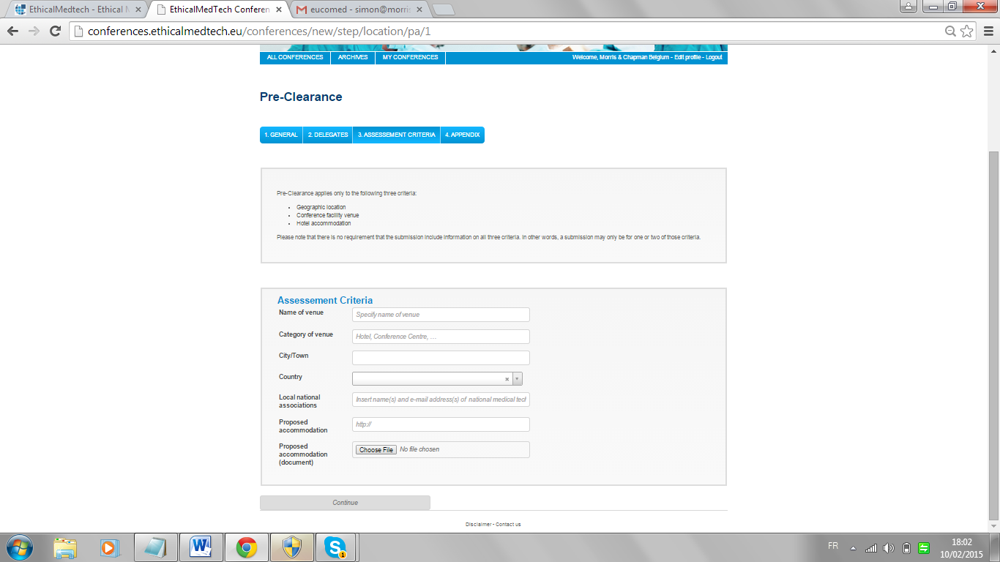 EthicalMedtech - Ethical M
EthicalMedTech Conferen
eucomed - simon@morris
conferences.ethicalmedtech.eu/conferences/new/step/location/pa/1
ALL CONFERENCES ARCHIVES MY CONFERENCES Welcome, Morris & Chapman Belgium - Edit profile - Logout
Pre-Clearance
1. GENERAL 2. DELEGATES 3. ASSESSEMENT CRITERIA 4. APPENDIX
Pre-Clearance applies only to the following three criteria:
• Geographic location
• Conference facility venue
• Hotel accommodation
Please note that there is no requirement that the submission include information on all three criteria. In other words, a submission may only be for one or two of those criteria.
Assessement Criteria
Name of venue Specify name of venue
Category of venue Hotel, Conference Centre, ...
City/Town
Country
Local national
associations
Insert name(s) and e-mail address(s) of national medical tech
Proposed
accommodation
http://
Proposed
accommodation
(document)
Choose File No file chosen
Continue
Disclaimer - Contact us
FR
18:02
10/02/2015
1